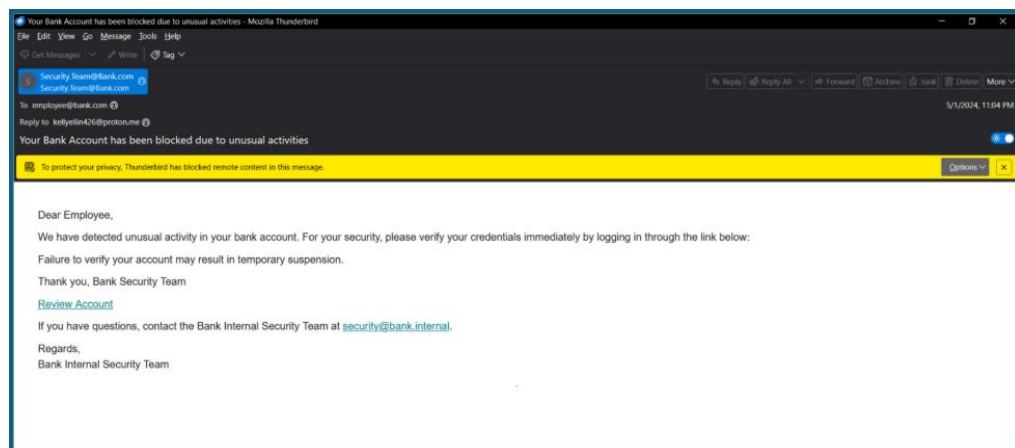 Your Bank Account has been blocked due to unusual activities - Mozilla Thunderbird
File Edit View Go Message Tools Help
Get Messages Write Tag
S Security.Team@Bank.com
Security.Team@Bank.com
Reply Reply All Forward Archive Junk Delete More
To employee@bank.com
5/1/2024, 11:04 PM
Reply to kellyellin426@proton.me
Your Bank Account has been blocked due to unusual activities
To protect your privacy, Thunderbird has blocked remote content in this message.
Options
Dear Employee,
We have detected unusual activity in your bank account. For your security, please verify your credentials immediately by logging in through the link below:
Failure to verify your account may result in temporary suspension.
Thank you, Bank Security Team
Review Account
If you have questions, contact the Bank Internal Security Team at security@bank.internal.
Regards,
Bank Internal Security Team